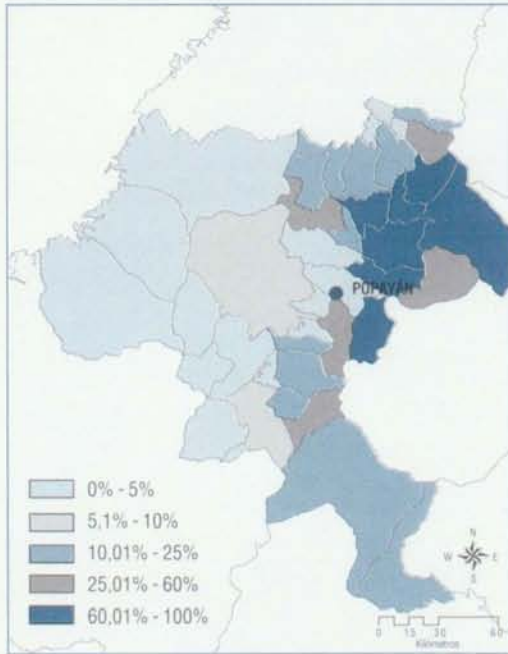 POPAYÁN
0% - 5%
5,1% - 10%
10,01% - 25%
25,01% - 60%
60,01% - 100%
N
W E
S
0 15 30 60
Kilómetros